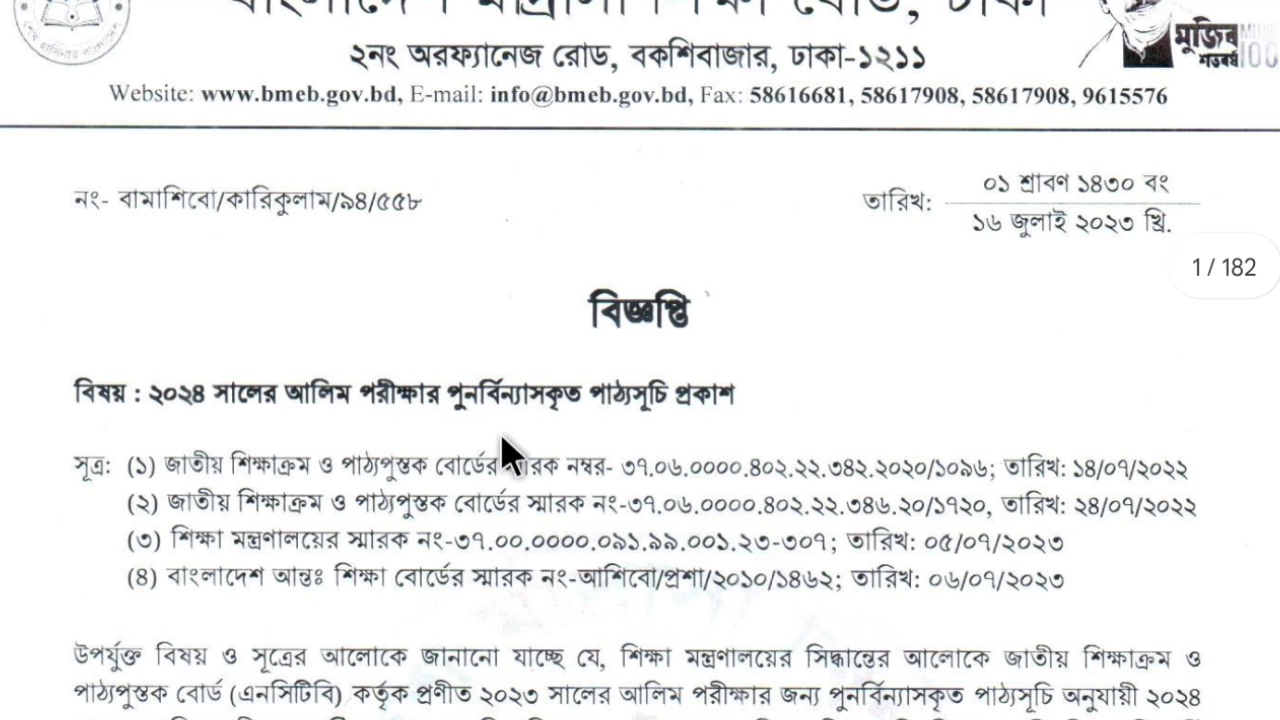 বাংলাদেশ মাদ্রাসা শিক্ষা বোর্ড, ঢাকা
মুজিব
শতবর্ষ 100
২নং অরফ্যানেজ রোড, বকশিবাজার, ঢাকা-১২১১
Website: www.bmeb.gov.bd, E-mail: info@bmeb.gov.bd, Fax: 58616681, 58617908, 58617908, 9615576
নং- বামাশিবো/কারিকুলাম/৯৪/৫৫৮
তারিখ: ০১ শ্রাবণ ১৪৩০ বং
১৬ জুলাই ২০২৩ খ্রি.
1 / 182
বিজ্ঞপ্তি
বিষয় : ২০২৪ সালের আলিম পরীক্ষার পুনর্বিন্যাসকৃত পাঠ্যসূচি প্রকাশ
সূত্র: (১) জাতীয় শিক্ষাক্রম ও পাঠ্যপুস্তক বোর্ডের নম্বর- ৩৭.০৬.০০০০.৪০২.২২.৩৪২.২০২০/১০৯৬; তারিখ: ১৪/০৭/২০২২
(২) জাতীয় শিক্ষাক্রম ও পাঠ্যপুস্তক বোর্ডের স্মারক নং-৩৭.০৬.০০০০.৪০২.২২.৩৪৬.২০/১৭২০, তারিখ: ২৪/০৭/২০২২
(৩) শিক্ষা মন্ত্রণালয়ের স্মারক নং-৩৭.০০.০০০০.০৯১.৯৯.০০১.২৩-৩০৭; তারিখ: ০৫/০৭/২০২৩
(৪) বাংলাদেশ আন্তঃ শিক্ষা বোর্ডের স্মারক নং-আশিবো/প্রশা/২০১০/১৪৬২; তারিখ: ০৬/০৭/২০২৩
উপর্যুক্ত বিষয় ও সূত্রের আলোকে জানানো যাচ্ছে যে, শিক্ষা মন্ত্রণালয়ের সিদ্ধান্তের আলোকে জাতীয় শিক্ষাক্রম ও
পাঠ্যপুস্তক বোর্ড (এনসিটিবি) কর্তৃক প্রণীত ২০২৩ সালের আলিম পরীক্ষার জন্য পুনর্বিন্যাসকৃত পাঠ্যসূচি অনুযায়ী ২০২৪